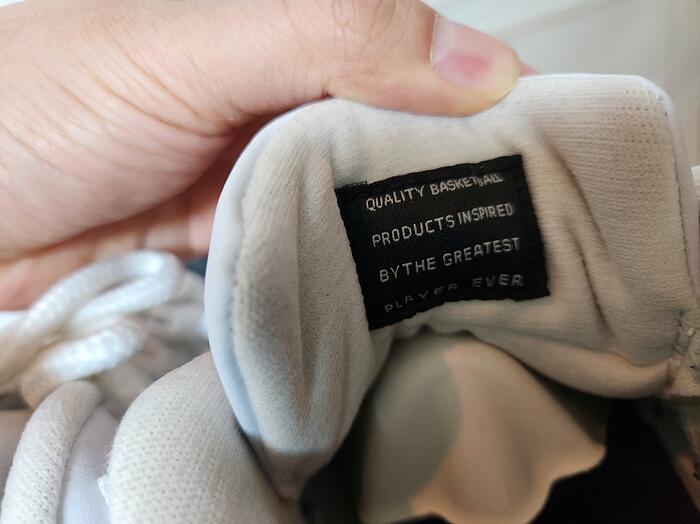 QUALITY BASKETBALL
PRODUCTS INSPIRED
BY THE GREATEST
PLAYER EVER